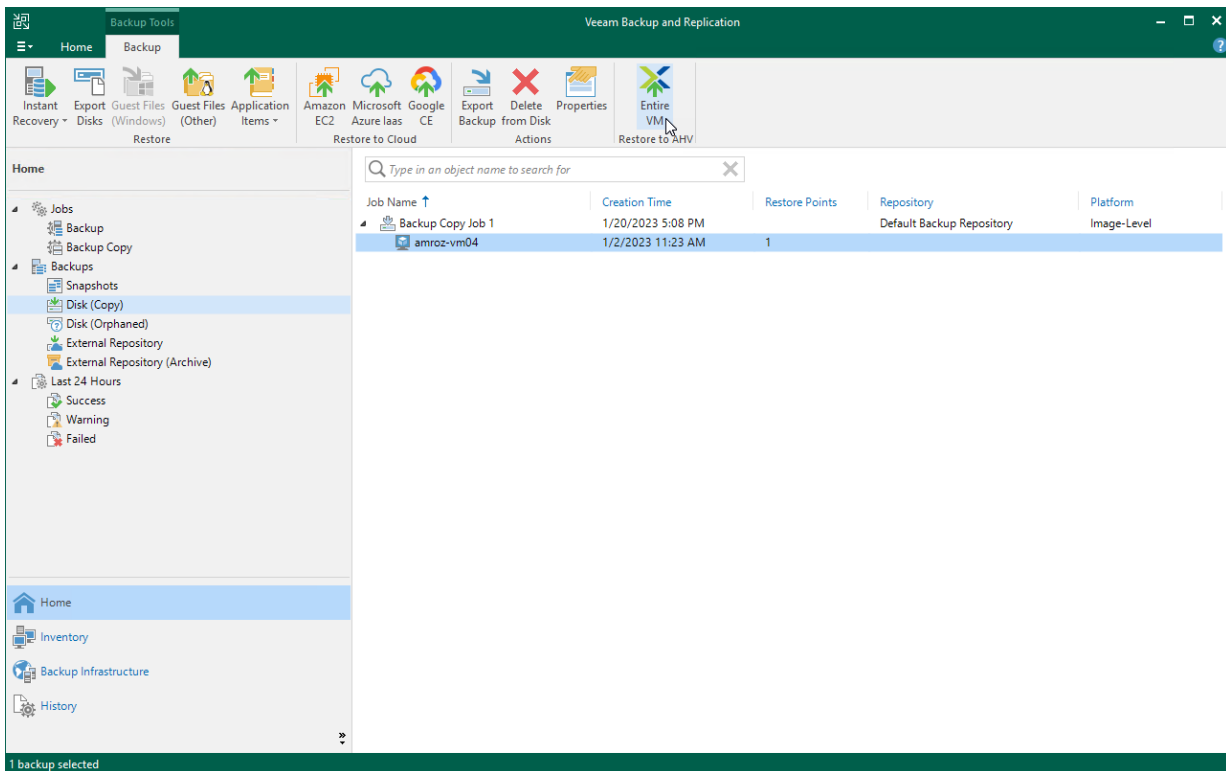 Backup Tools
Veeam Backup and Replication
Home Backup
Instant Recovery
Export Disks
Guest Files (Windows)
Guest Files (Other)
Application Items
Restore
Amazon EC2
Microsoft Azure Iaas
Google CE
Restore to Cloud
Export Backup
Delete from Disk
Properties
Actions
Entire VM
Restore to AHV
Home
Jobs
Backup
Backup Copy
Backups
Snapshots
Disk (Copy)
Disk (Orphaned)
External Repository
External Repository (Archive)
Last 24 Hours
Success
Warning
Failed
Home
Inventory
Backup Infrastructure
History
Type in an object name to search for
Job Name Creation Time Restore Points Repository Platform
Backup Copy Job 1 1/20/2023 5:08 PM Default Backup Repository Image-Level
amroz-vm04 1/2/2023 11:23 AM 1
1 backup selected